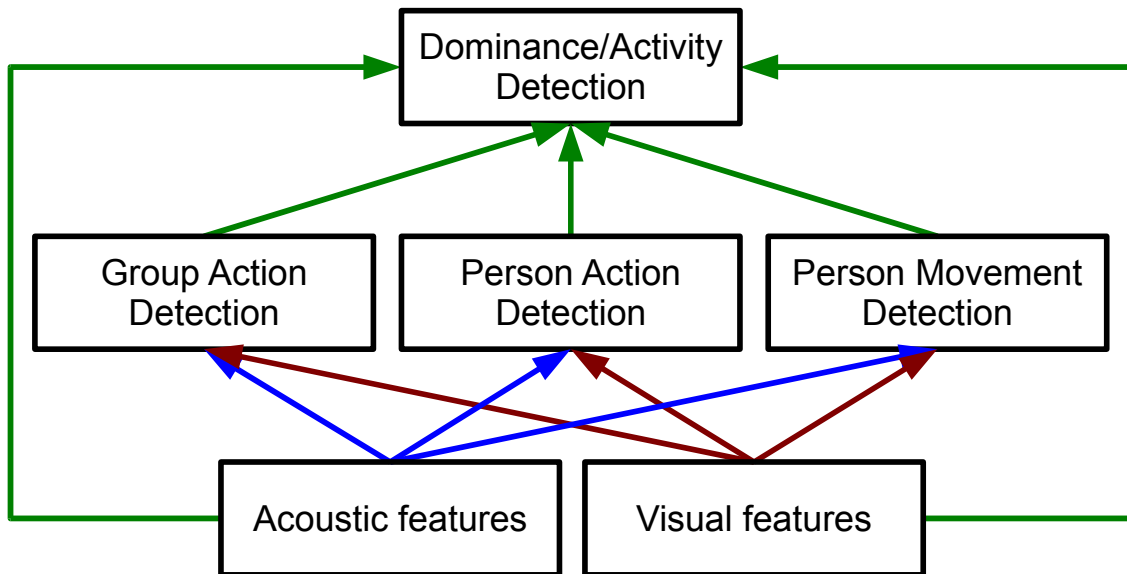 Dominance/Activity
Detection
Group Action
Detection
Person Action
Detection
Person Movement
Detection
Acoustic features
Visual features